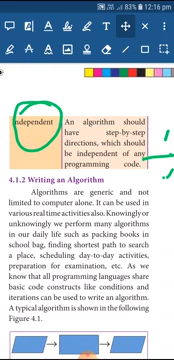 83% 12:16 pm
independent
An algorithm should
have step-by-step
directions, which should
be independent of any
programming code.
4.1.2 Writing an Algorithm
Algorithms are generic and not
limited to computer alone. It can be used in
various real time activities also. Knowingly or
unknowingly we perform many algorithms
in our daily life such as packing books in
school bag, finding shortest path to search a
place, scheduling day-to-day activities,
preparation for examination, etc. As we
know that all programming languages share
basic code constructs like conditions and
iterations can be used to write an algorithm.
A typical algorithm is shown in the following
Figure 4.1.